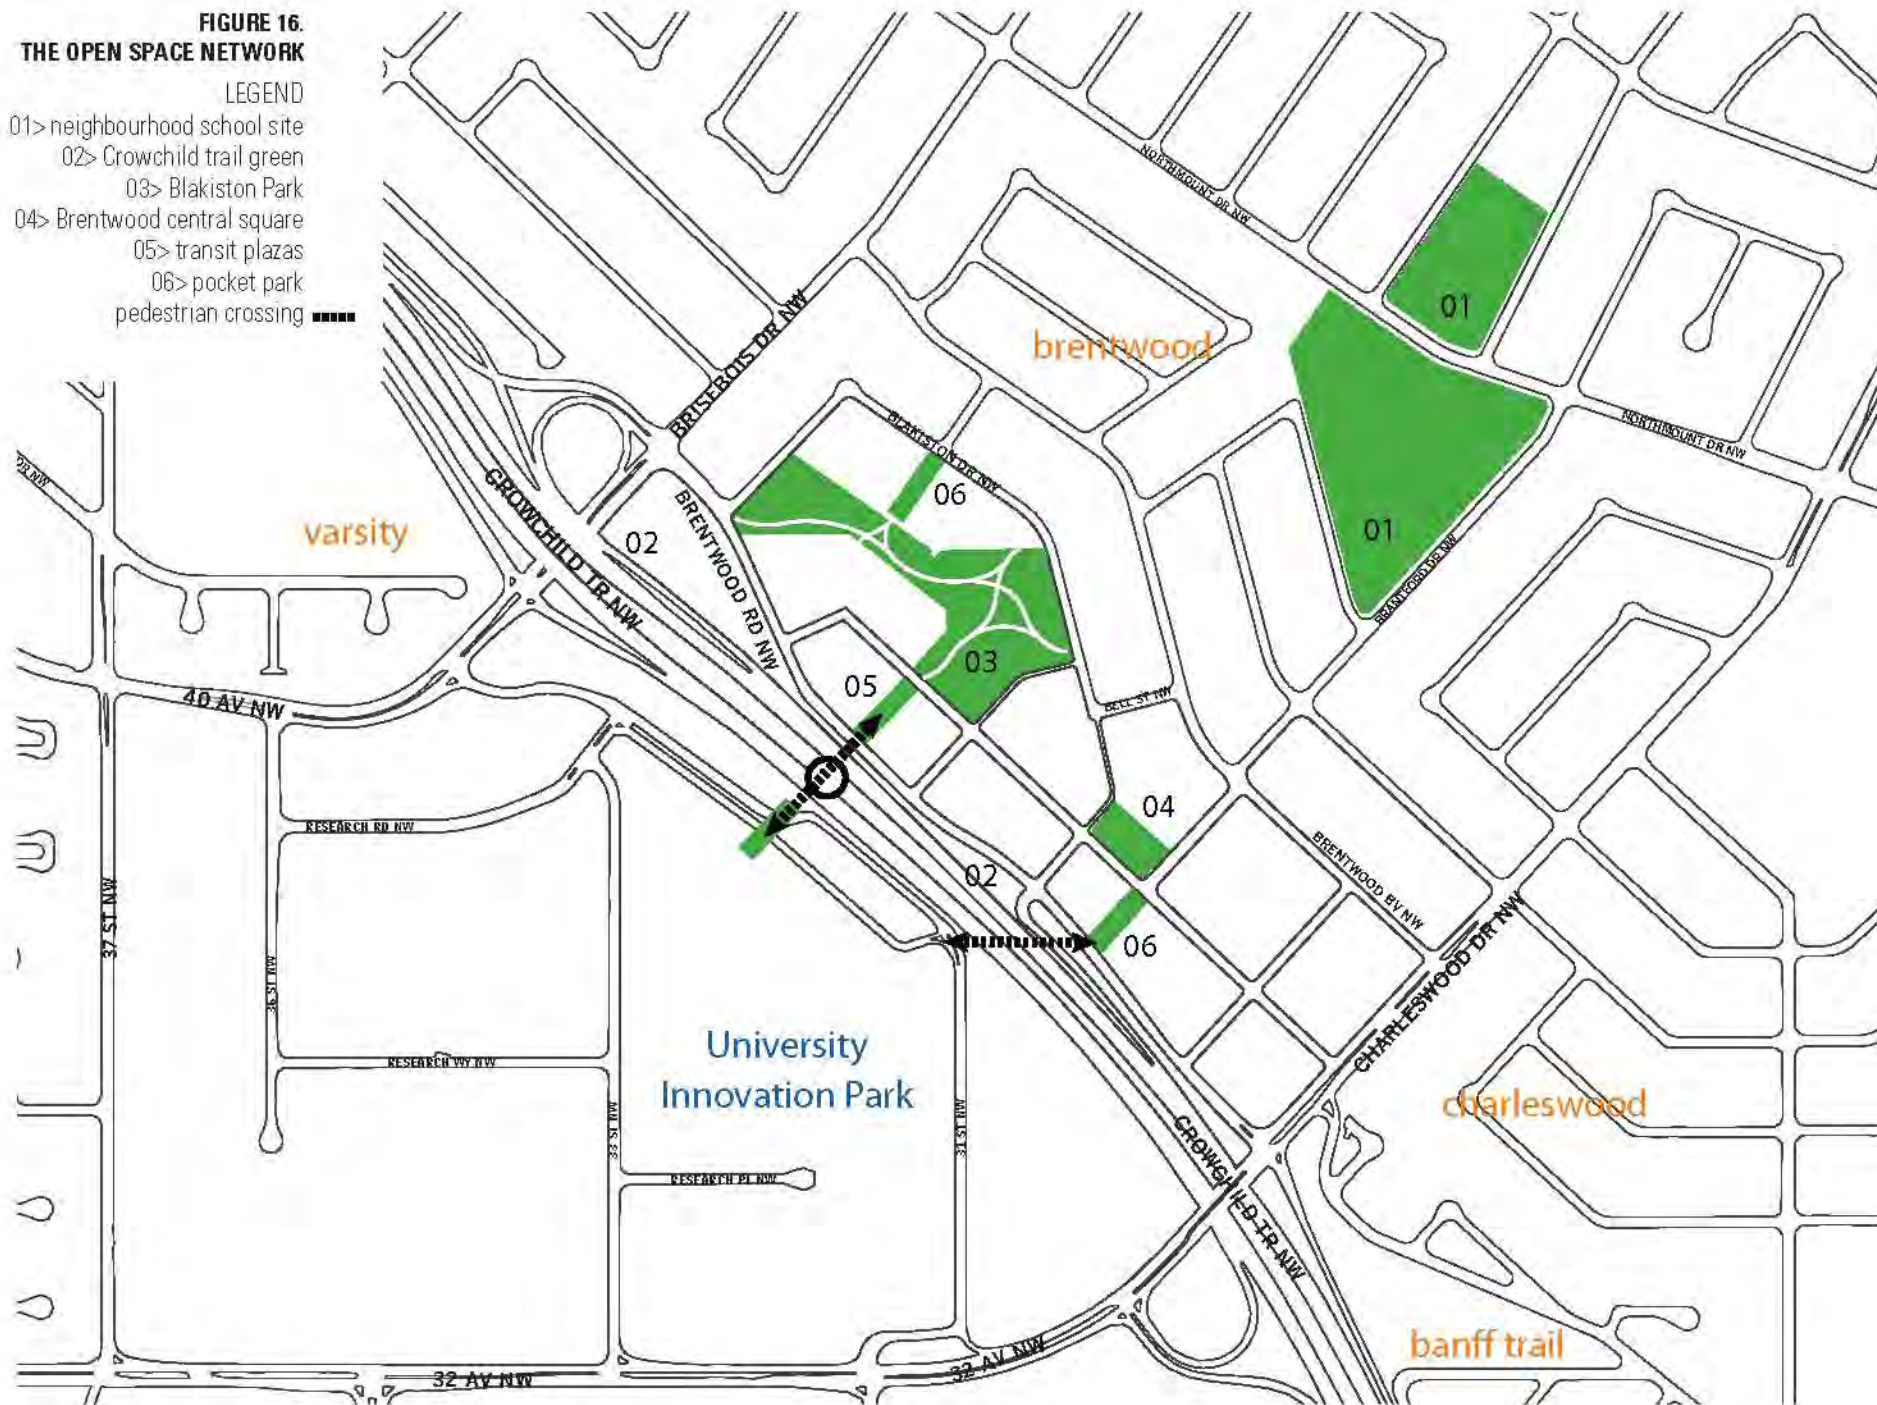 FIGURE 16.
THE OPEN SPACE NETWORK
LEGEND
01> neighbourhood school site
02> Crowchild trail green
03> Blakiston Park
04> Brentwood central square
05> transit plazas
06> pocket park
pedestrian crossing
NORTHMOUNT DR NW
01
brentwood
BRISEBOIS DR NW
BLAKISTON DR NW
NORTHMOUNT DR NW
DR NW
CROWCHILD TR NW
06
varsity
02
BRENTWOOD RD NW
01
BRANTFORD DR NW
03
05
40 AV NW
BELL ST NW
04
RESEARCH RD NW
02
BRENTWOOD BV NW
37 ST NW
06
CHARLESWOOD DR NW
36 ST NW
University
Innovation Park
RESEARCH WY NW
charleswood
33 ST NW
31 ST NW
RESEARCH PL NW
CROWCHILD TR NW
banff trail
32 AV NW
32 AV NW